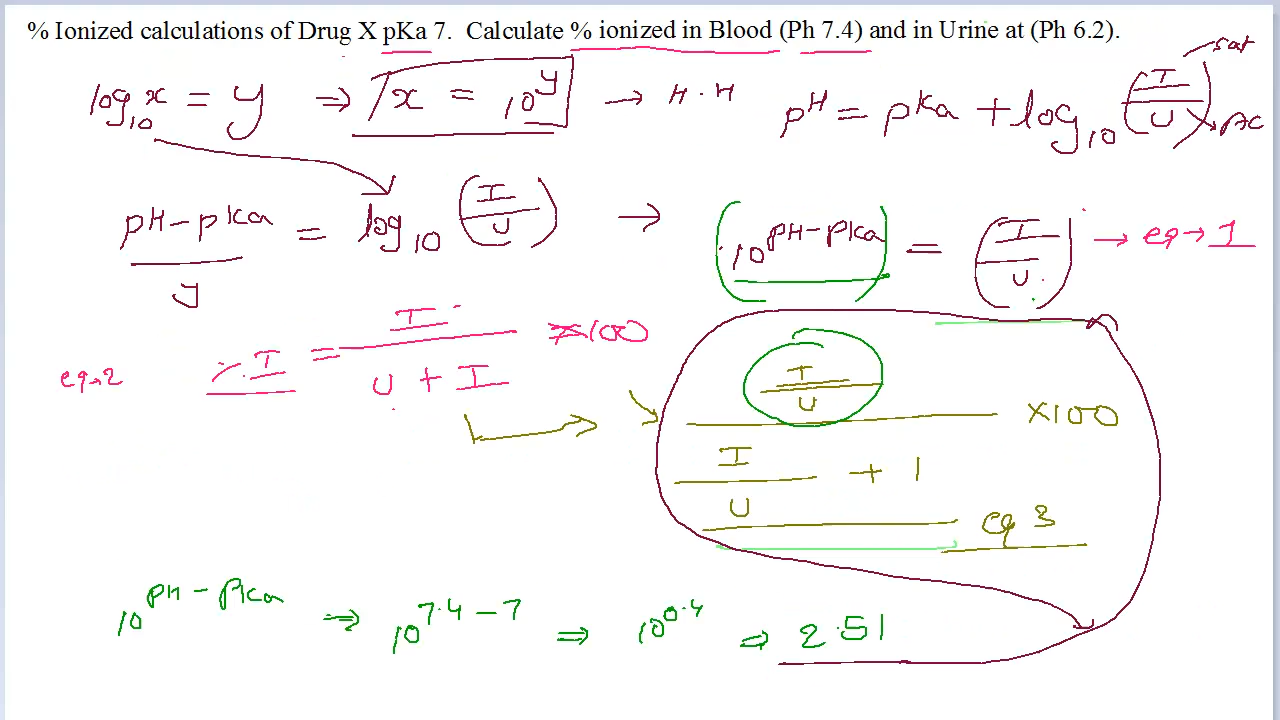 % Ionized calculations of Drug X pKa 7.  Calculate % ionized in Blood (Ph 7.4) and in Urine at (Ph 6.2).
log10 x = y ⇒ x = 10^y → H.H pH = pKa + log10 (I/U)
pH - pKa = log10 (I/U) → (10^pH-pKa) = (I/U) → eq → 1
y
eq → 2 % I = I / U + I × 100
I/U / I/U + 1 × 100
eq 3
10^pH - pKa ⇒ 10^7.4 - 7 ⇒ 10^0.4 ⇒ 2.51